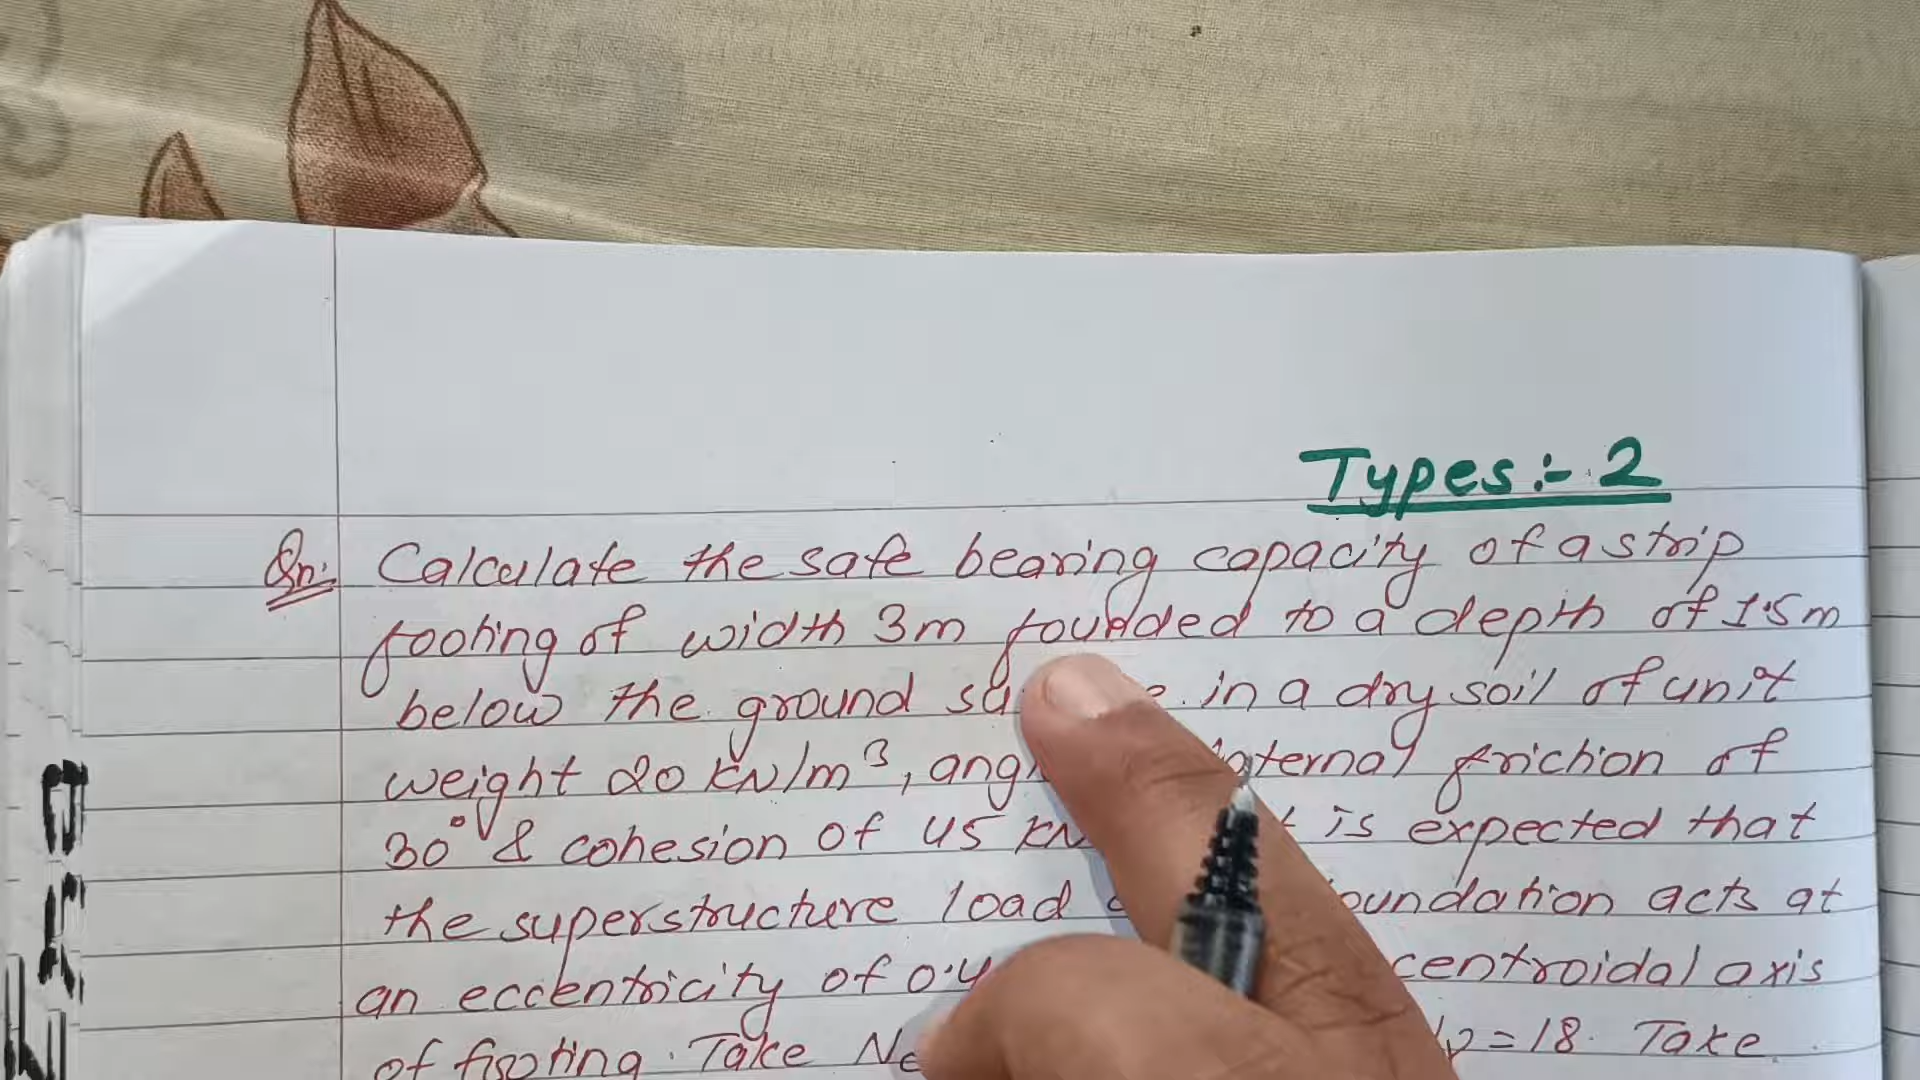 Types:- 2
Qn: Calculate the safe bearing capacity of a strip
footing of width 3m founded to a depth of 1.5m
below the ground in a dry soil of unit
weight 20 kN/m³, friction of
30° & cohesion of 45 is expected that
the superstructure load acts at
an eccentricity of 0.4 centroidal axis
of footing. Take =18. Take